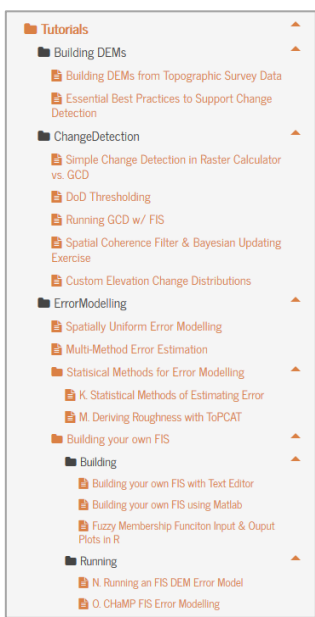 Tutorials
Building DEMs
Building DEMs from Topographic Survey Data
Essential Best Practices to Support Change
Detection
ChangeDetection
Simple Change Detection in Raster Calculator
vs. GCD
DoD Thresholding
Running GCD w/ FIS
Spatial Coherence Filter & Bayesian Updating
Exercise
Custom Elevation Change Distributions
ErrorModelling
Spatially Uniform Error Modelling
Multi-Method Error Estimation
Statisical Methods for Error Modelling
K. Statistical Methods of Estimating Error
M. Deriving Roughness with ToPCAT
Building your own FIS
Building
Building your own FIS with Text Editor
Building your own FIS using Matlab
Fuzzy Membership Funciton Input & Ouput
Plots in R
Running
N. Running an FIS DEM Error Model
O. CHaMP FIS Error Modelling